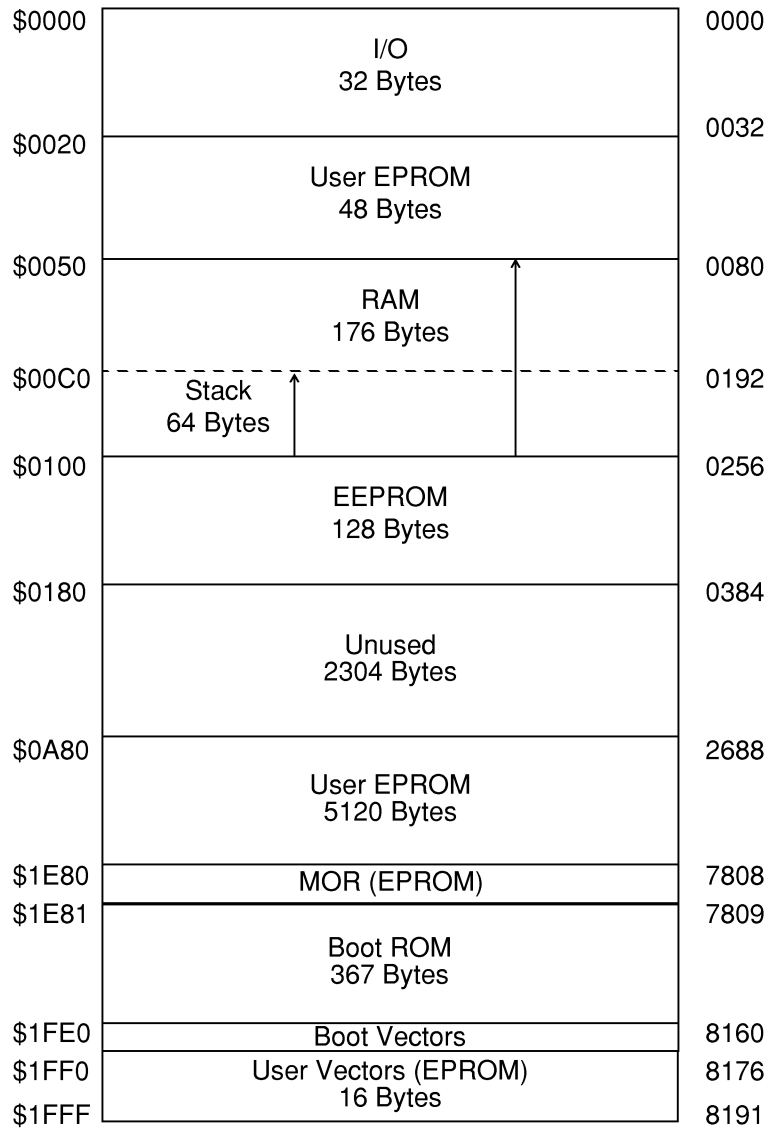 $0000 0000
I/O
32 Bytes
0032
$0020
User EPROM
48 Bytes
$0050 0080
RAM
176 Bytes
$00C0 0192
Stack
64 Bytes
$0100 0256
EEPROM
128 Bytes
$0180 0384
Unused
2304 Bytes
$0A80 2688
User EPROM
5120 Bytes
$1E80 MOR (EPROM) 7808
$1E81 7809
Boot ROM
367 Bytes
$1FE0 Boot Vectors 8160
$1FF0 User Vectors (EPROM) 8176
16 Bytes
$1FFF 8191